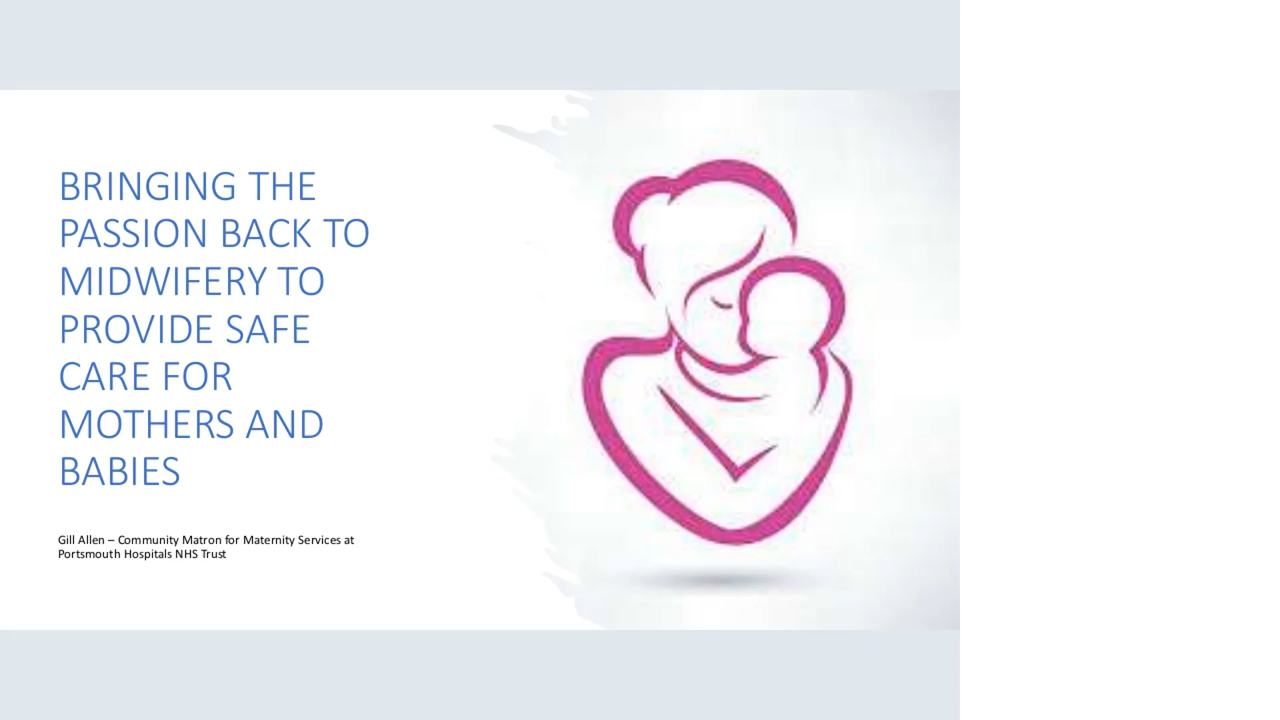 BRINGING THE
PASSION BACK TO
MIDWIFERY TO
PROVIDE SAFE
CARE FOR
MOTHERS AND
BABIES
Gill Allen – Community Matron for Maternity Services at
Portsmouth Hospitals NHS Trust